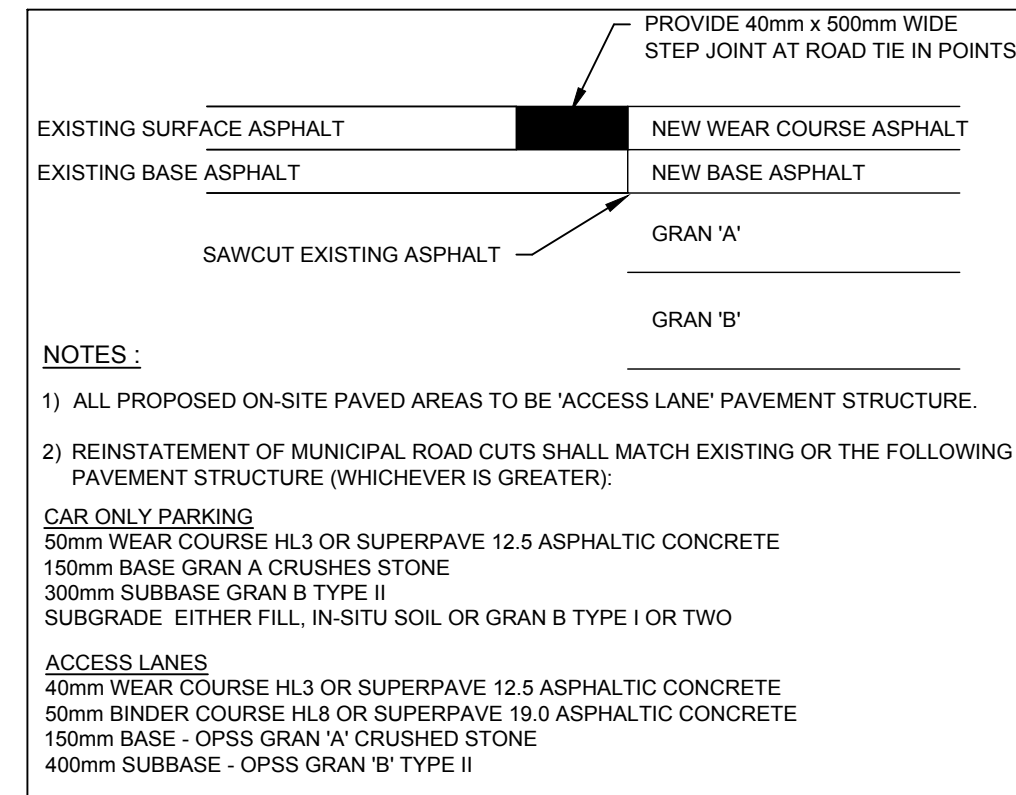 PROVIDE 40mm x 500mm WIDE
STEP JOINT AT ROAD TIE IN POINTS
EXISTING SURFACE ASPHALT
NEW WEAR COURSE ASPHALT
EXISTING BASE ASPHALT
NEW BASE ASPHALT
GRAN 'A'
SAWCUT EXISTING ASPHALT
GRAN 'B'
NOTES :
1) ALL PROPOSED ON-SITE PAVED AREAS TO BE 'ACCESS LANE' PAVEMENT STRUCTURE.
2) REINSTATEMENT OF MUNICIPAL ROAD CUTS SHALL MATCH EXISTING OR THE FOLLOWING
PAVEMENT STRUCTURE (WHICHEVER IS GREATER):
CAR ONLY PARKING
50mm WEAR COURSE HL3 OR SUPERPAVE 12.5 ASPHALTIC CONCRETE
150mm BASE GRAN A CRUSHES STONE
300mm SUBBASE GRAN B TYPE II
SUBGRADE EITHER FILL, IN-SITU SOIL OR GRAN B TYPE I OR TWO
ACCESS LANES
40mm WEAR COURSE HL3 OR SUPERPAVE 12.5 ASPHALTIC CONCRETE
50mm BINDER COURSE HL8 OR SUPERPAVE 19.0 ASPHALTIC CONCRETE
150mm BASE - OPSS GRAN 'A' CRUSHED STONE
400mm SUBBASE - OPSS GRAN 'B' TYPE II